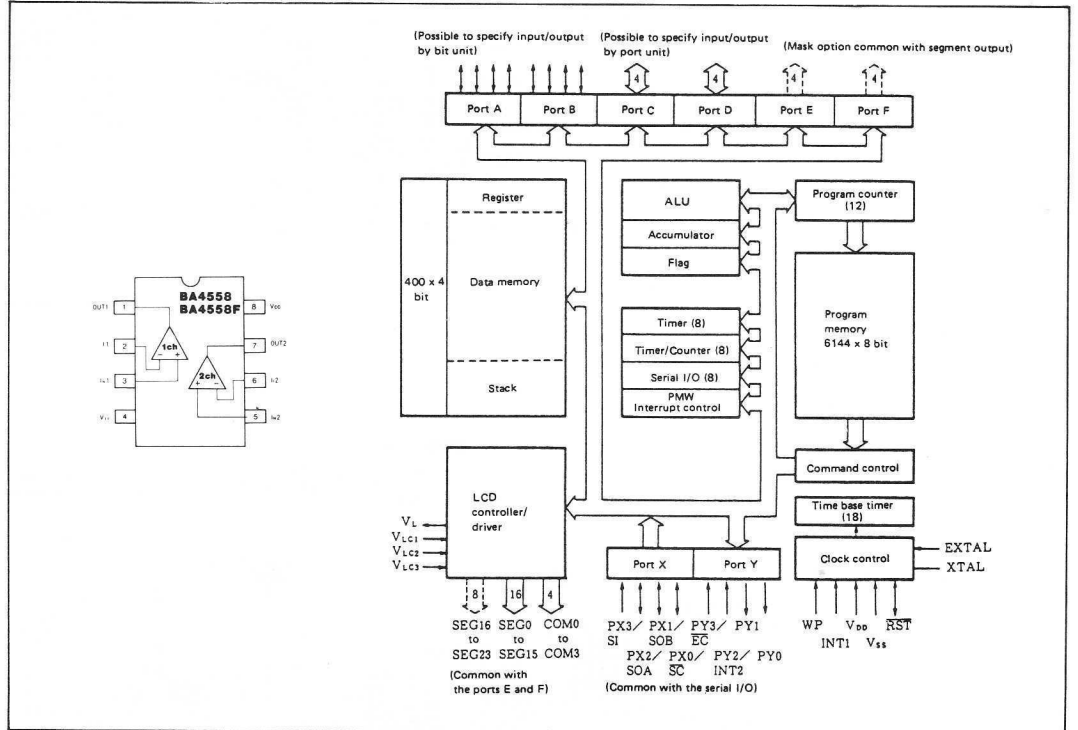 (Possible to specify input/output
by bit unit)
(Possible to specify input/output
by port unit)
(Mask option common with segment output)
4
4
4
4
Port A
Port B
Port C
Port D
Port E
Port F
400 x 4
bit
Register
Data memory
Stack
ALU
Accumulator
Flag
Timer (8)
Timer/Counter (8)
Serial I/O (8)
PMW
Interrupt control
Program counter
(12)
Program
memory
6144 x 8 bit
Command control
Time base timer
(18)
Clock control
EXTAL
XTAL
WP
INT1
VDD
Vss
RST
BA4558
BA4558F
OUT1
1
2
3
IN1
4
8
7
OUT2
6
5
IN2
1ch
- +
2ch
+ -
LCD
controller/
driver
VL
VLC1
VLC2
VLC3
8
16
4
SEG16
to
SEG23
SEG0
to
SEG15
COM0
to
COM3
(Common with
the ports E and F)
Port X
Port Y
PX3/
SI
PX1/
SOB
PY3/
EC
PY1
PX2/
SOA
PX0/
SC
PY2/
INT2
PY0
(Common with the serial I/O)